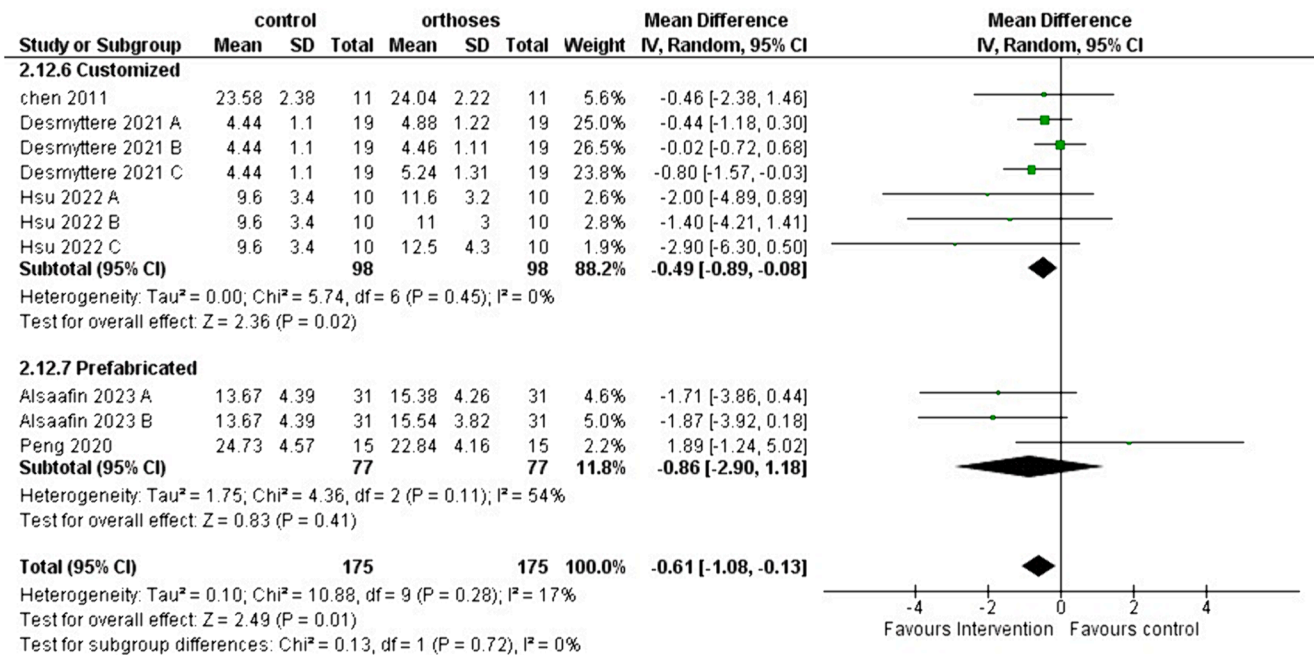 control orthoses Mean Difference Mean Difference
Study or Subgroup Mean SD Total Mean SD Total Weight IV, Random, 95% CI IV, Random, 95% CI
2.12.6 Customized
chen 2011 23.58 2.38 11 24.04 2.22 11 5.6% -0.46 [-2.38, 1.46]
Desmyttere 2021 A 4.44 1.1 19 4.88 1.22 19 25.0% -0.44 [-1.18, 0.30]
Desmyttere 2021 B 4.44 1.1 19 4.46 1.11 19 26.5% -0.02 [-0.72, 0.68]
Desmyttere 2021 C 4.44 1.1 19 5.24 1.31 19 23.8% -0.80 [-1.57, -0.03]
Hsu 2022 A 9.6 3.4 10 11.6 3.2 10 2.6% -2.00 [-4.89, 0.89]
Hsu 2022 B 9.6 3.4 10 11 3 10 2.8% -1.40 [-4.21, 1.41]
Hsu 2022 C 9.6 3.4 10 12.5 4.3 10 1.9% -2.90 [-6.30, 0.50]
Subtotal (95% CI) 98 98 88.2% -0.49 [-0.89, -0.08]
Heterogeneity: Tau² = 0.00; Chi² = 5.74, df = 6 (P = 0.45); I² = 0%
Test for overall effect: Z = 2.36 (P = 0.02)
2.12.7 Prefabricated
Alsaafin 2023 A 13.67 4.39 31 15.38 4.26 31 4.6% -1.71 [-3.86, 0.44]
Alsaafin 2023 B 13.67 4.39 31 15.54 3.82 31 5.0% -1.87 [-3.92, 0.18]
Peng 2020 24.73 4.57 15 22.84 4.16 15 2.2% 1.89 [-1.24, 5.02]
Subtotal (95% CI) 77 77 11.8% -0.86 [-2.90, 1.18]
Heterogeneity: Tau² = 1.75; Chi² = 4.36, df = 2 (P = 0.11); I² = 54%
Test for overall effect: Z = 0.83 (P = 0.41)
Total (95% CI) 175 175 100.0% -0.61 [-1.08, -0.13]
Heterogeneity: Tau² = 0.10; Chi² = 10.88, df = 9 (P = 0.28); I² = 17%
Test for overall effect: Z = 2.49 (P = 0.01)
Test for subgroup differences: Chi² = 0.13, df = 1 (P = 0.72), I² = 0%
-4 -2 0 2 4
Favours Intervention Favours control